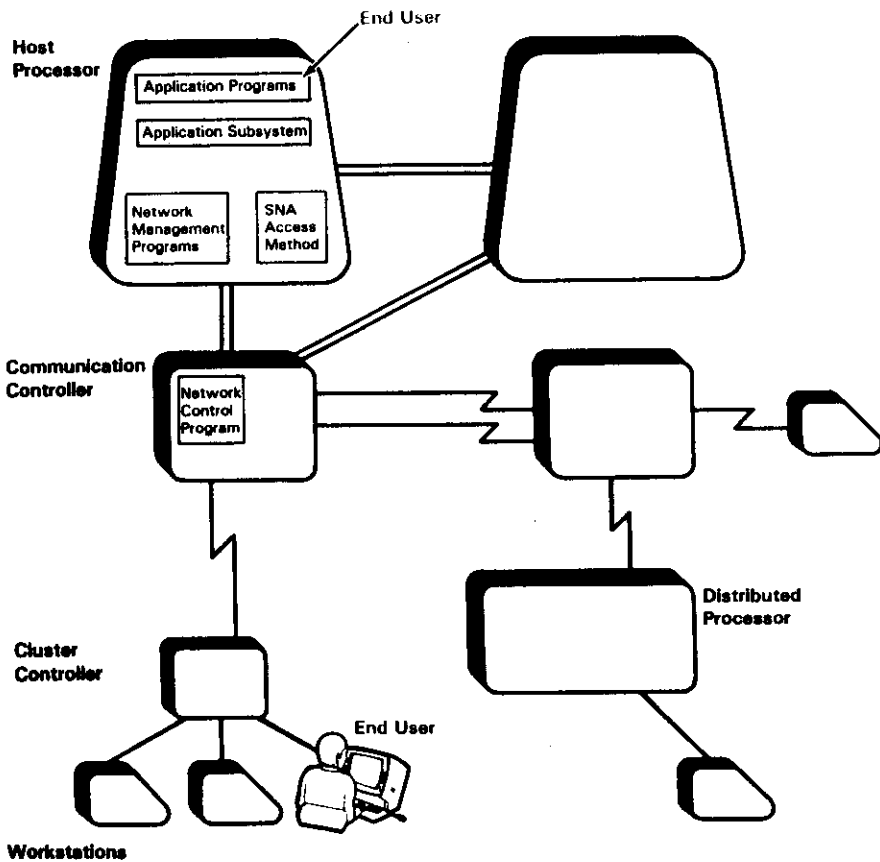 End User
Host
Processor
Application Programs
Application Subsystem
Network
Management
Programs
SNA
Access
Method
Communication
Controller
Network
Control
Program
Distributed
Processor
Cluster
Controller
End User
Workstations